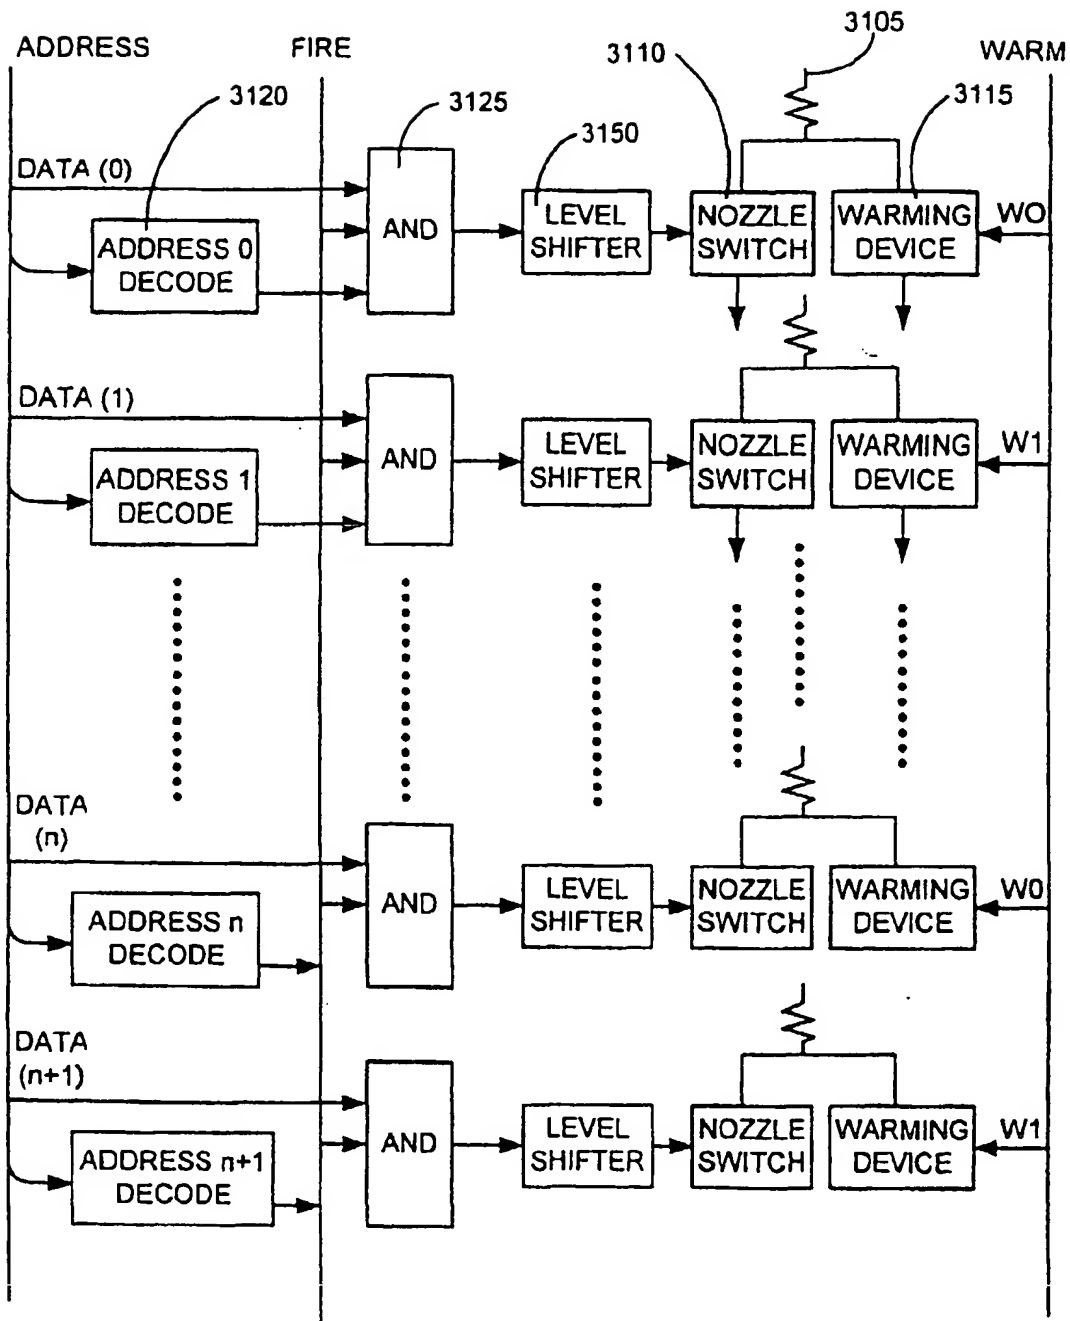 ADDRESS
FIRE
3105
3110
WARM
3120
3125
3115
3150
DATA (0)
ADDRESS 0
DECODE
AND
LEVEL
SHIFTER
NOZZLE
SWITCH
WARMING
DEVICE
WO
DATA (1)
ADDRESS 1
DECODE
AND
LEVEL
SHIFTER
NOZZLE
SWITCH
WARMING
DEVICE
W1
DATA
(n)
ADDRESS n
DECODE
AND
LEVEL
SHIFTER
NOZZLE
SWITCH
WARMING
DEVICE
W0
DATA
(n+1)
ADDRESS n+1
DECODE
AND
LEVEL
SHIFTER
NOZZLE
SWITCH
WARMING
DEVICE
W1